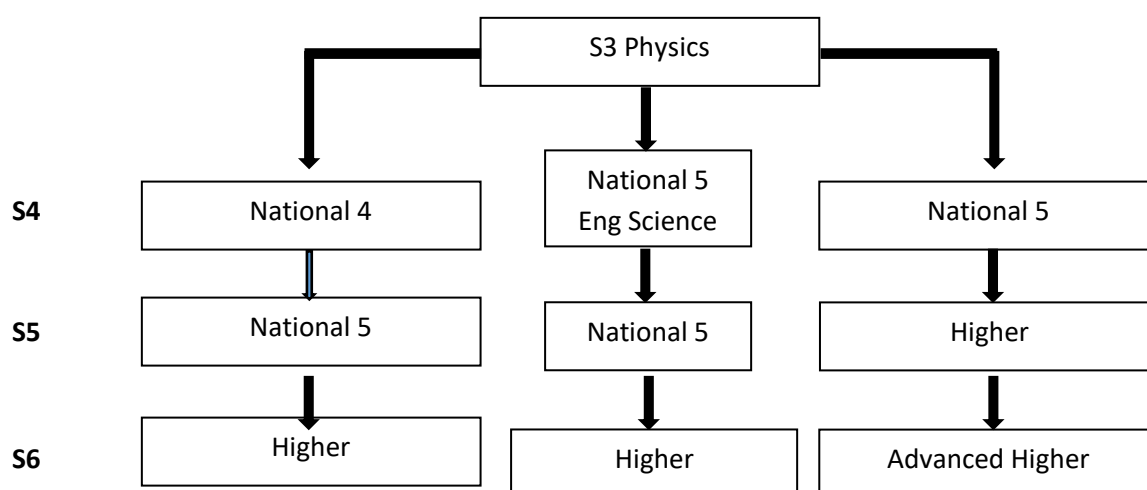 S3 Physics
S4
National 4
National 5
Eng Science
National 5
S5
National 5
National 5
Higher
S6
Higher
Higher
Advanced Higher